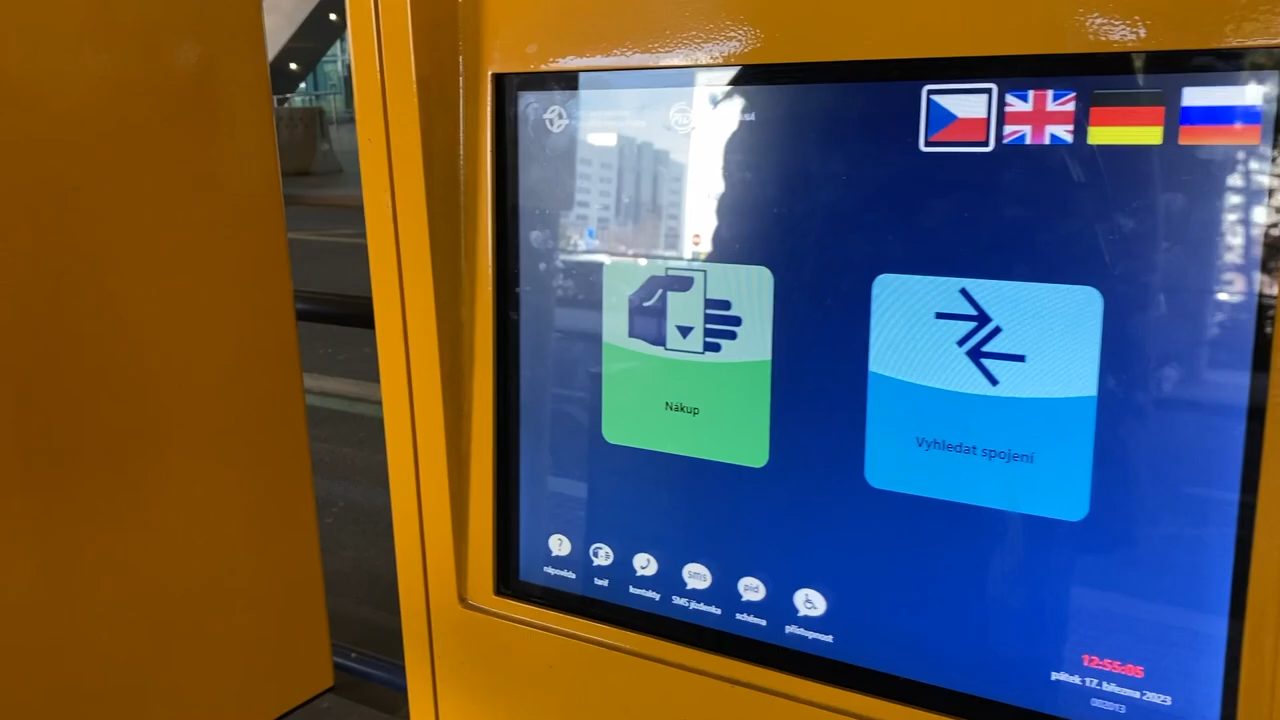 Nákup
Vyhledat spojení
?
sms
pid
nápověda
tarif
kontakty
SMS jízdenka
schéma
přístupnost
12:55:05
pátek 17. března 2023
002013